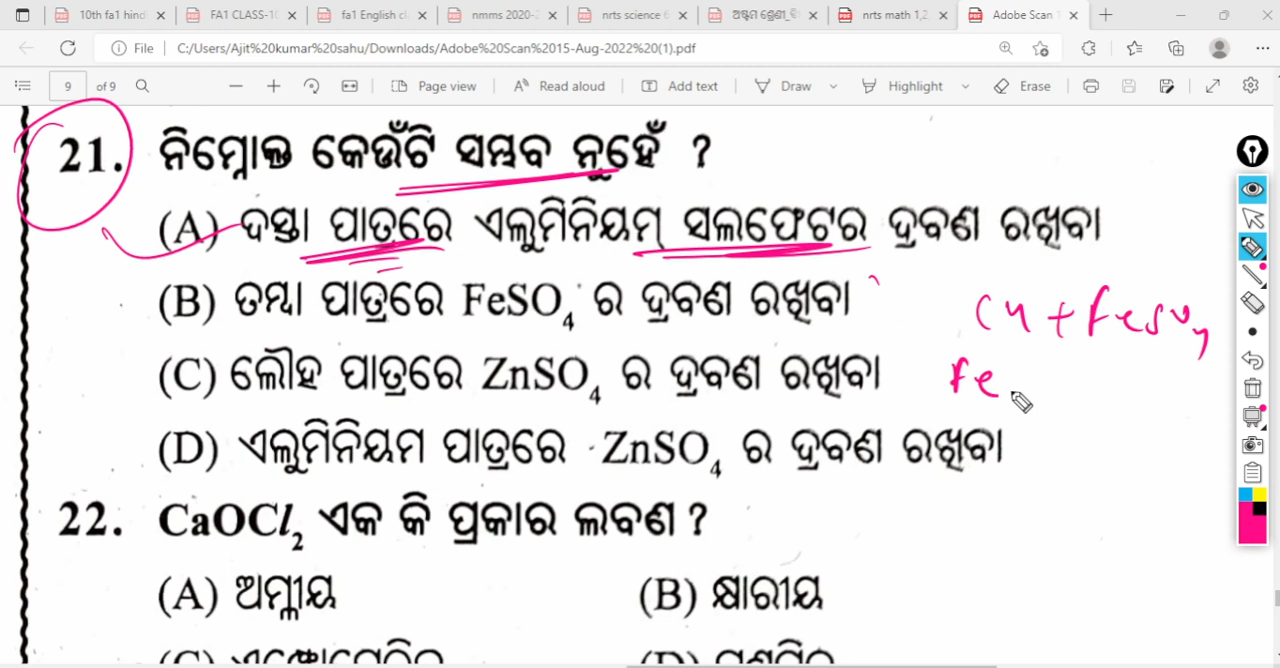 10th fa1 hind
FA1 CLASS-10
fa1 English cl
nmms 2020-2
nrts science 6
nrts math 1,2,
Adobe Scan 1
File C:/Users/Ajit%20kumar%20sahu/Downloads/Adobe%20Scan%2015-Aug-2022%20(1).pdf
9 of 9 Page view Read aloud Add text Draw Highlight Erase
21. ନିମ୍ନୋକ୍ତ କେଉଁଟି ସମ୍ଭବ ନୁହେଁ ?
(A) ଦସ୍ତା ପାତ୍ରରେ ଏଲୁମିନିୟମ୍ ସଲଫେଟର ଦ୍ରବଣ ରଖିବା
(B) ତମ୍ବା ପାତ୍ରରେ FeSO₄ ର ଦ୍ରବଣ ରଖିବା
Cu + FeSO₄
(C) ଲୌହ ପାତ୍ରରେ ZnSO₄ ର ଦ୍ରବଣ ରଖିବା
Fe
(D) ଏଲୁମିନିୟମ ପାତ୍ରରେ ZnSO₄ ର ଦ୍ରବଣ ରଖିବା
22. CaOCl₂ ଏକ କି ପ୍ରକାର ଲବଣ ?
(A) ଅମ୍ଳୀୟ (B) କ୍ଷାରୀୟ